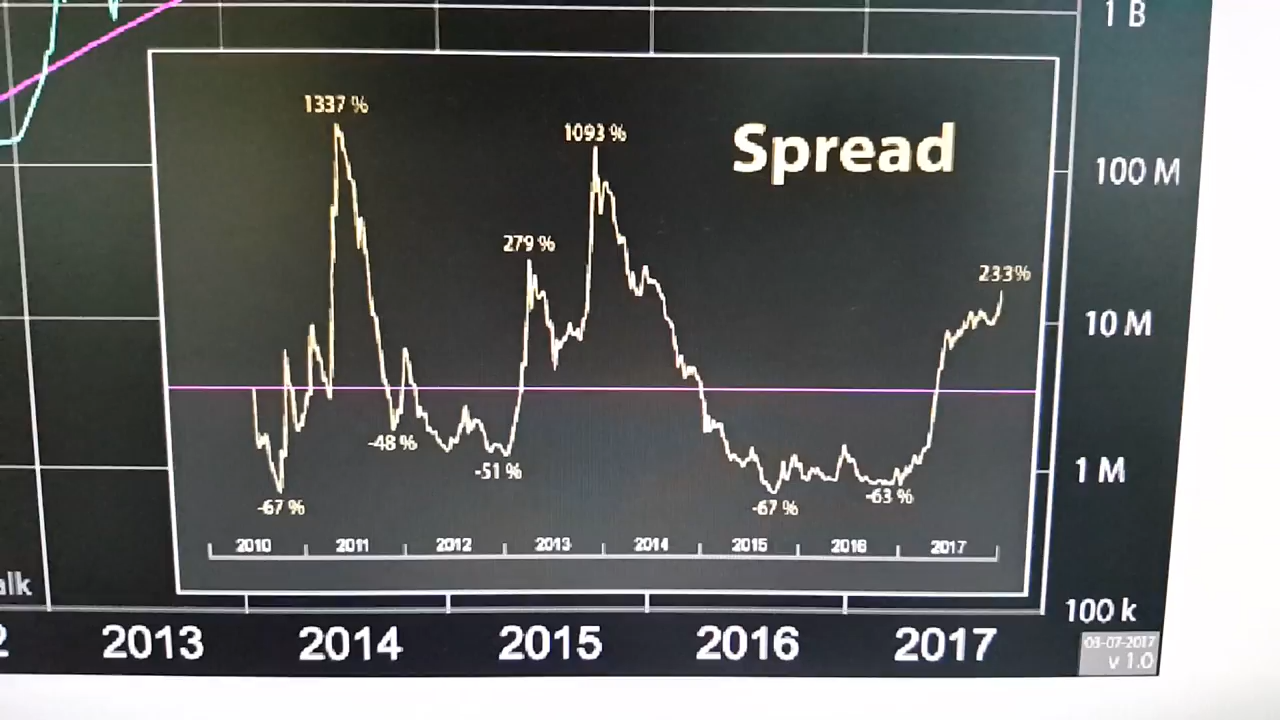 1 B
1337 %
1093 %
Spread
100 M
279 %
233%
10 M
-48 %
-51 %
1 M
-67 %
-67 %
-63 %
2010 2011 2012 2013 2014 2015 2016 2017
alk
100 k
2 2013 2014 2015 2016 2017
03-07-2017
v 1.0